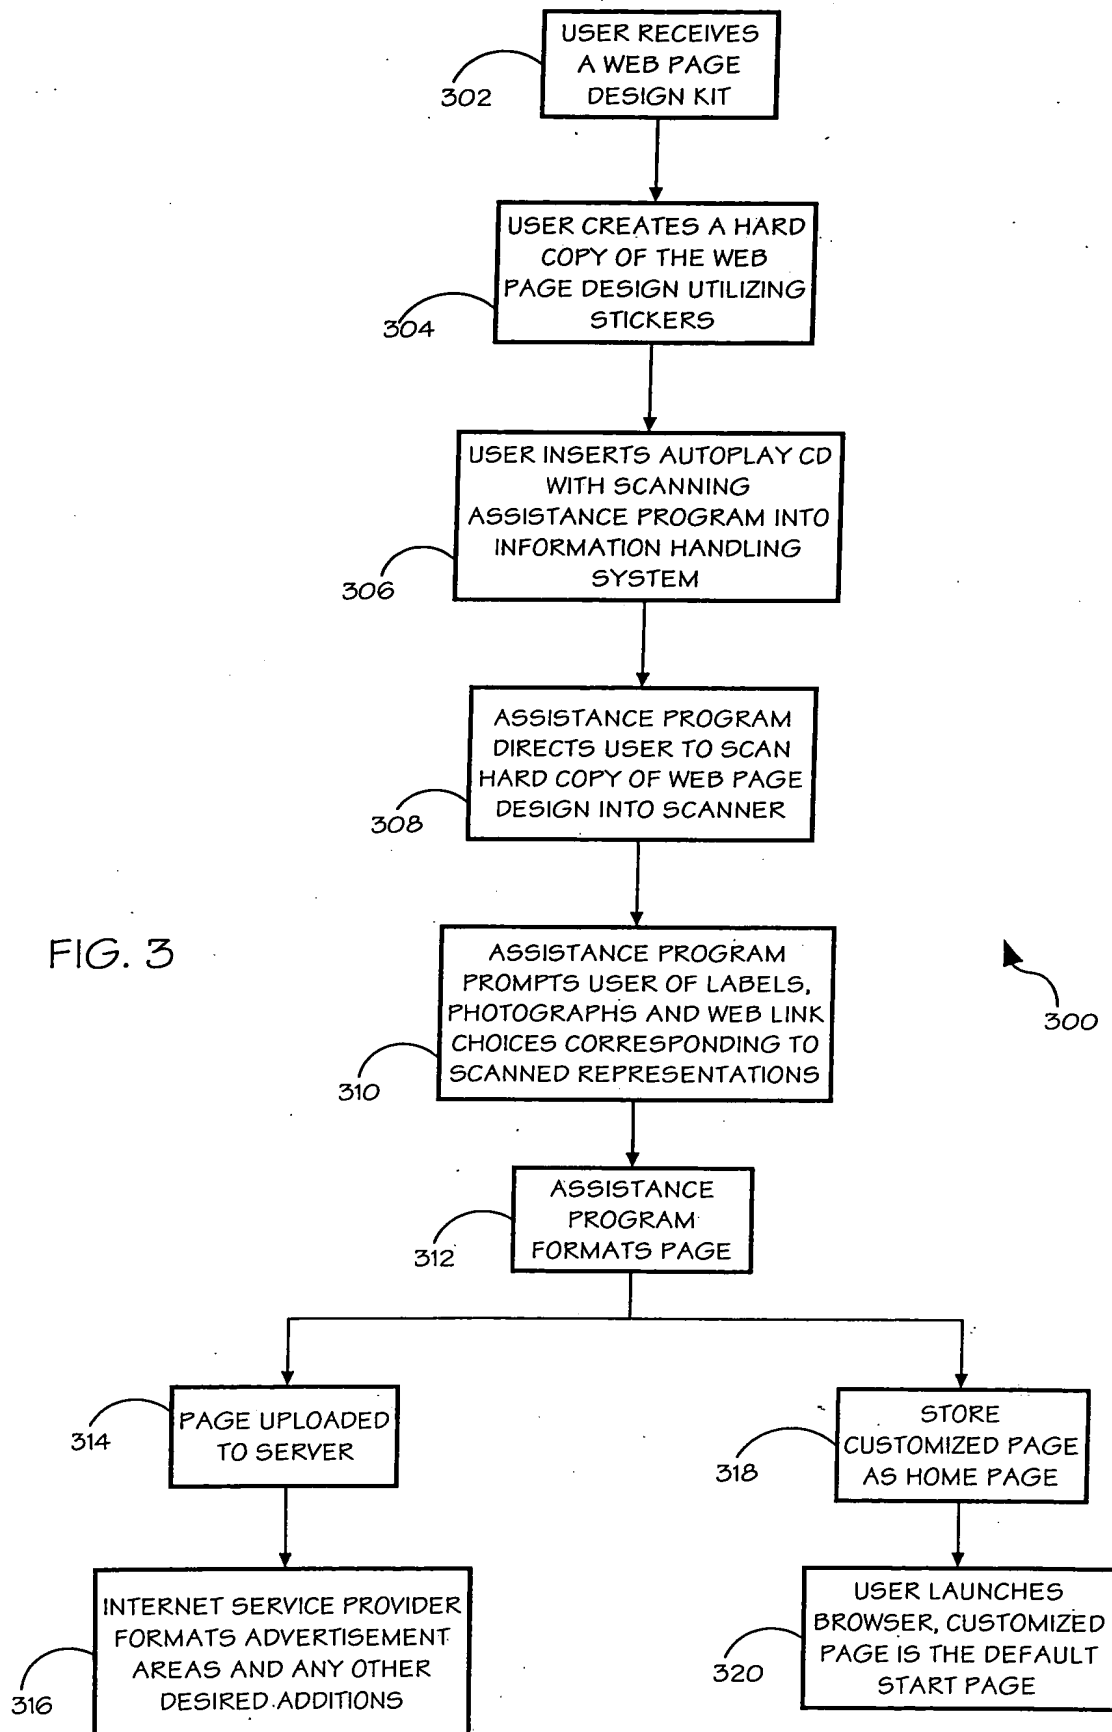 USER RECEIVES
A WEB PAGE
DESIGN KIT
302
USER CREATES A HARD
COPY OF THE WEB
PAGE DESIGN UTILIZING
STICKERS
304
USER INSERTS AUTOPLAY CD
WITH SCANNING
ASSISTANCE PROGRAM INTO
INFORMATION HANDLING
SYSTEM
306
ASSISTANCE PROGRAM
DIRECTS USER TO SCAN
HARD COPY OF WEB PAGE
DESIGN INTO SCANNER
308
FIG. 3
ASSISTANCE PROGRAM
PROMPTS USER OF LABELS,
PHOTOGRAPHS AND WEB LINK
CHOICES CORRESPONDING TO
SCANNED REPRESENTATIONS
310
300
ASSISTANCE
PROGRAM
FORMATS PAGE
312
PAGE UPLOADED
TO SERVER
314
STORE
CUSTOMIZED PAGE
AS HOME PAGE
318
INTERNET SERVICE PROVIDER
FORMATS ADVERTISEMENT
AREAS AND ANY OTHER
DESIRED ADDITIONS
316
USER LAUNCHES
BROWSER, CUSTOMIZED
PAGE IS THE DEFAULT
START PAGE
320